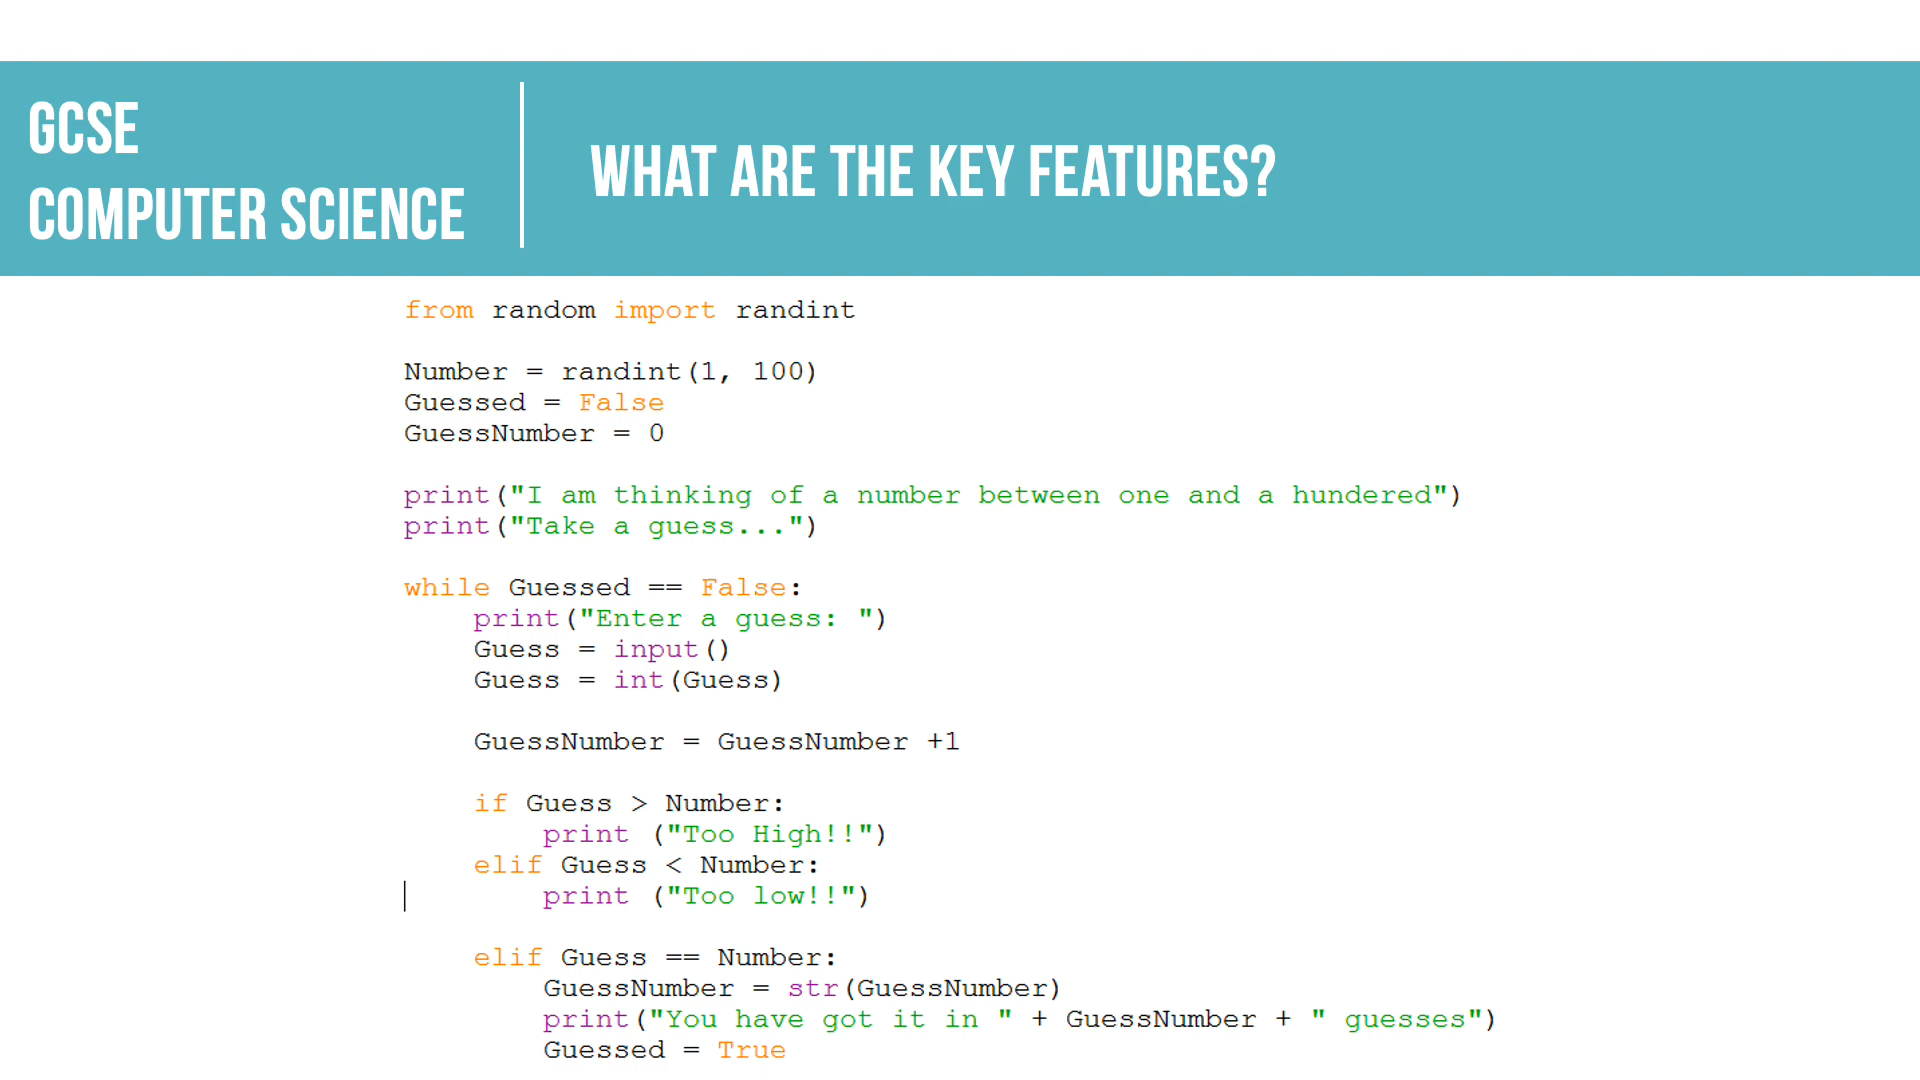 GCSE
COMPUTER SCIENCE
WHAT ARE THE KEY FEATURES?
from random import randint
Number = randint(1, 100)
Guessed = False
GuessNumber = 0
print("I am thinking of a number between one and a hundered")
print("Take a guess...")
while Guessed == False:
    print("Enter a guess: ")
    Guess = input()
    Guess = int(Guess)
    GuessNumber = GuessNumber +1
    if Guess > Number:
        print ("Too High!!")
    elif Guess < Number:
        print ("Too low!!")
    elif Guess == Number:
        GuessNumber = str(GuessNumber)
        print("You have got it in " + GuessNumber + " guesses")
        Guessed = True